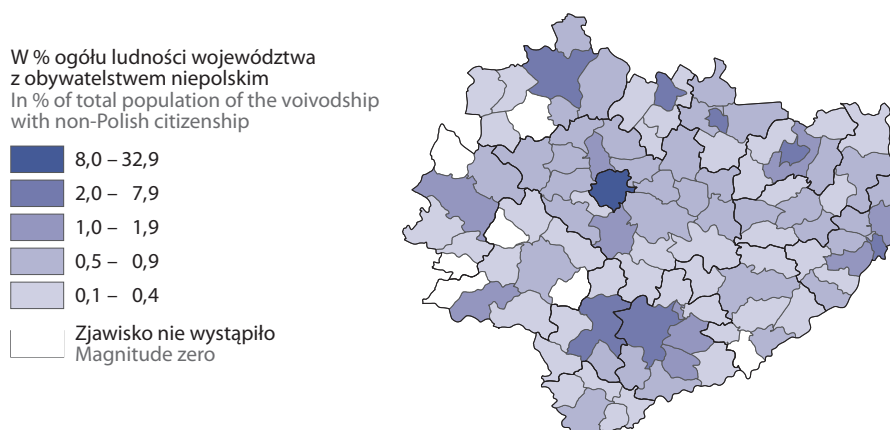 W % ogółu ludności województwa
z obywatelstwem niepolskim
In % of total population of the voivodship
with non-Polish citizenship
8,0 – 32,9
2,0 – 7,9
1,0 – 1,9
0,5 – 0,9
0,1 – 0,4
Zjawisko nie wystąpiło
Magnitude zero